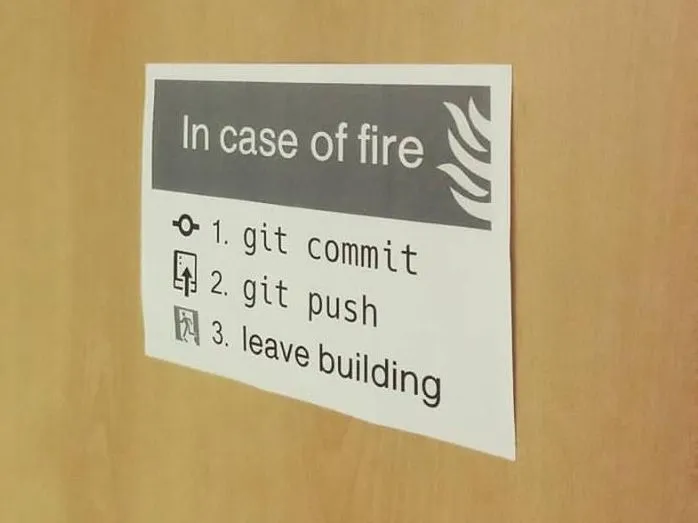 In case of fire
1. git commit
2. git push
3. leave building